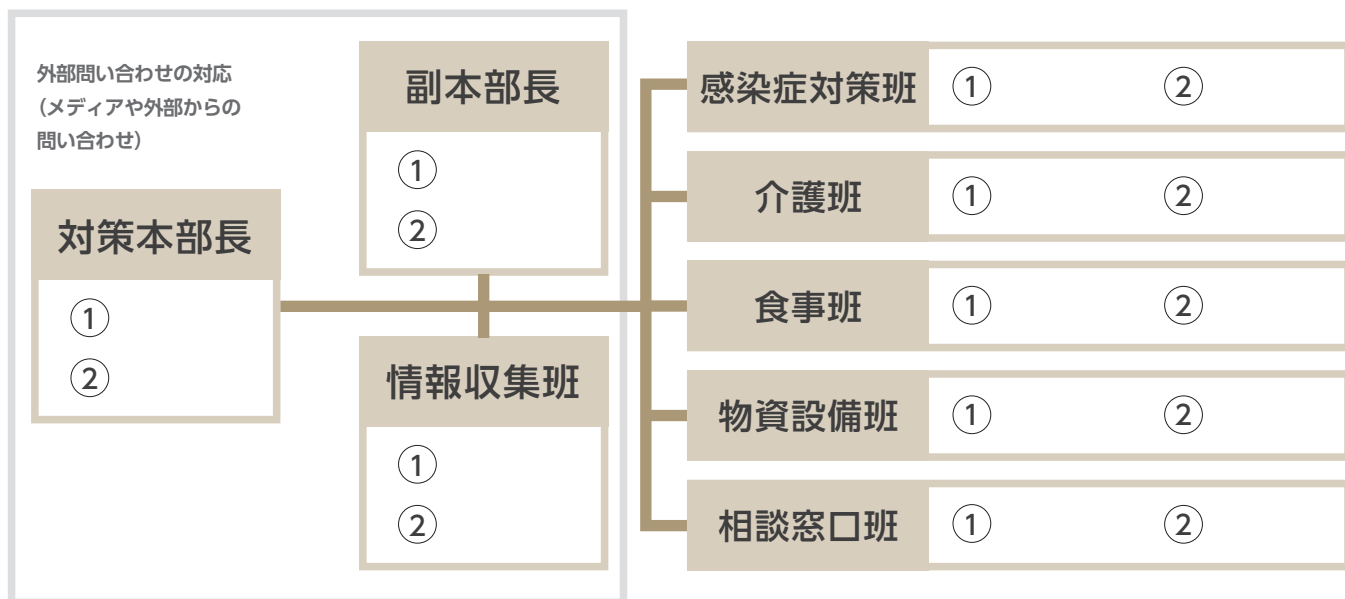 外部問い合わせの対応
（メディアや外部からの
問い合わせ）
対策本部長
①
②
副本部長
①
②
情報収集班
①
②
感染症対策班 ① ②
介護班 ① ②
食事班 ① ②
物資設備班 ① ②
相談窓口班 ① ②